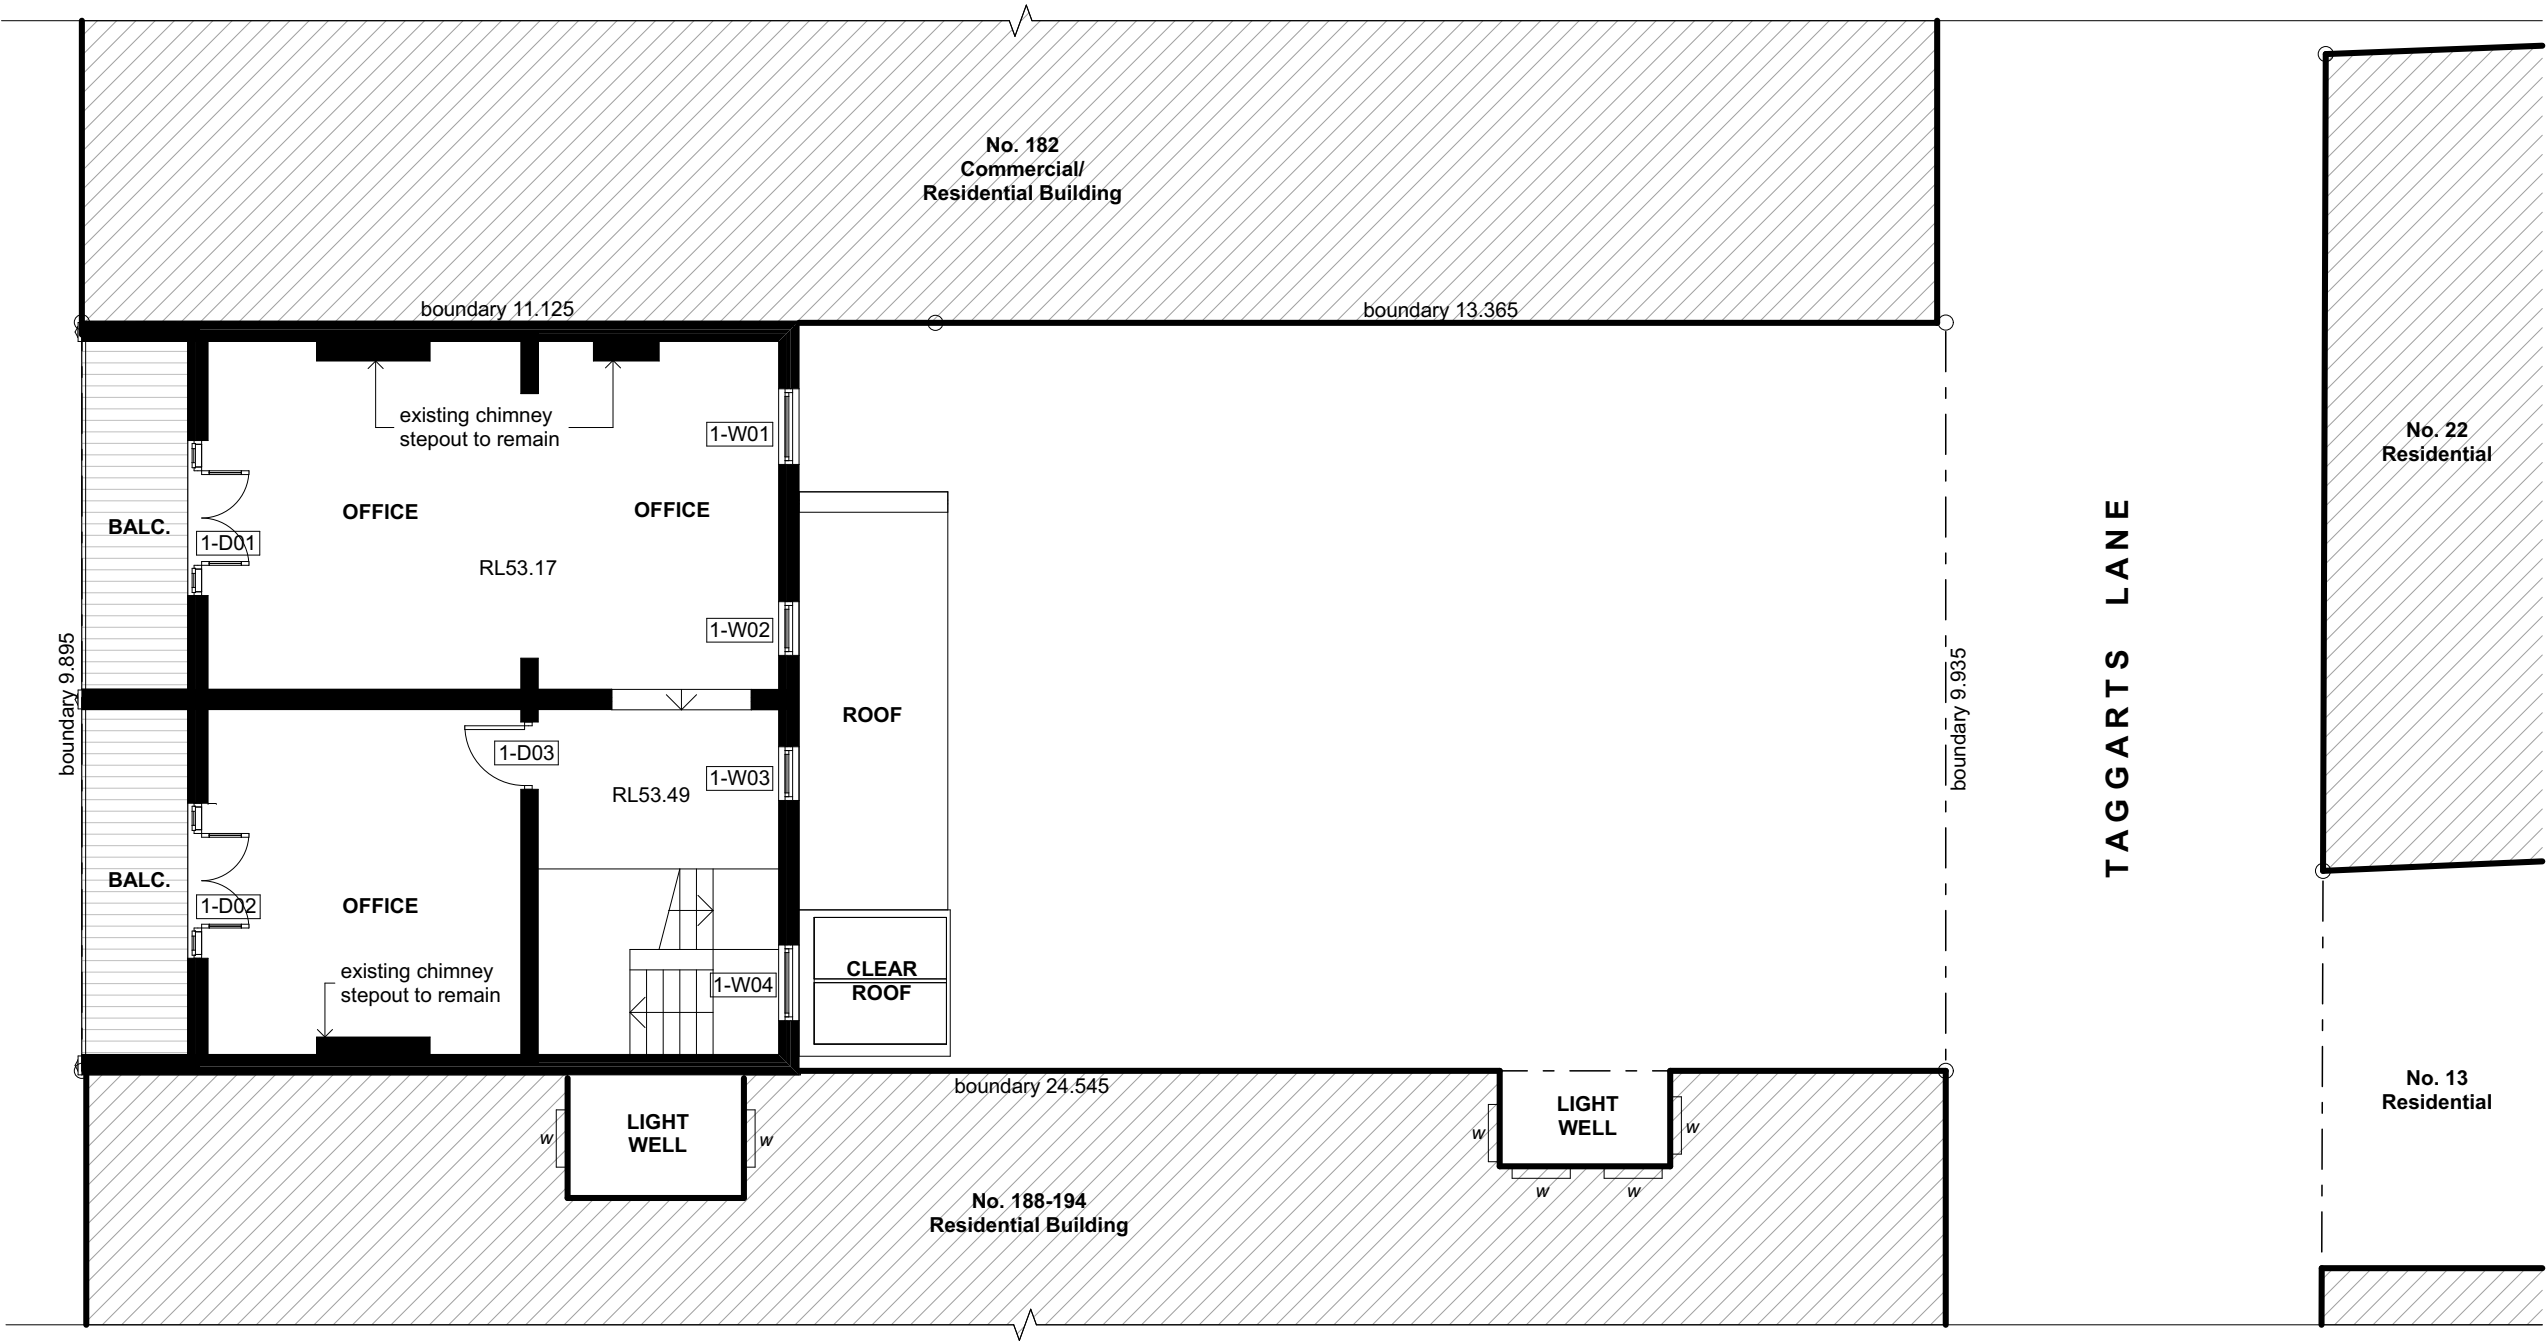 No. 182
Commercial/
Residential Building
boundary 11.125
boundary 13.365
existing chimney
stepout to remain
1-W01
No. 22
Residential
OFFICE
OFFICE
BALC.
1-D01
RL53.17
1-W02
boundary 9.895
ROOF
boundary 9.935
TAGGARTS LANE
1-D03
1-W03
RL53.49
BALC.
1-D02
OFFICE
existing chimney
stepout to remain
1-W04
CLEAR
ROOF
boundary 24.545
No. 13
Residential
LIGHT
WELL
w
w
LIGHT
WELL
w
w
w
w
No. 188-194
Residential Building